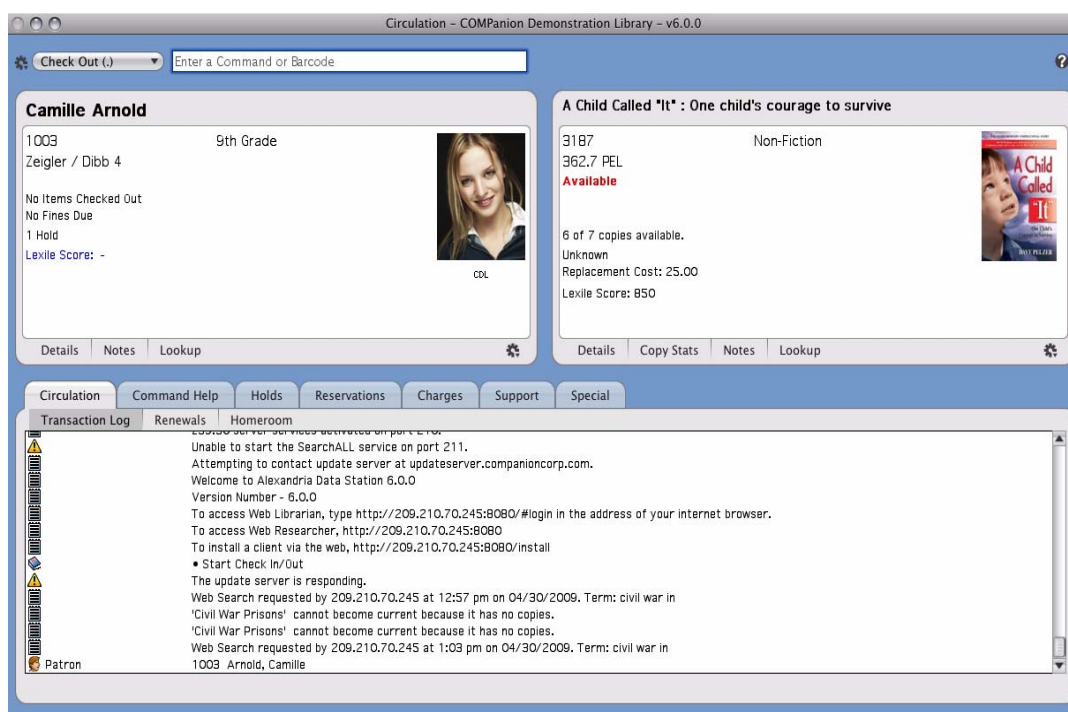 Circulation – COMPanion Demonstration Library – v6.0.0
Check Out (.)
Enter a Command or Barcode
?
Camille Arnold
1003 9th Grade
Zeigler / Dibb 4
No Items Checked Out
No Fines Due
1 Hold
Lexile Score: -
CDL
Details Notes Lookup
A Child Called "It" : One child's courage to survive
3187 Non-Fiction
362.7 PEL
Available
6 of 7 copies available.
Unknown
Replacement Cost: 25.00
Lexile Score: 850
A Child
Called
"It"
DAVE PELZER
Details Copy Stats Notes Lookup
Circulation Command Help Holds Reservations Charges Support Special
Transaction Log Renewals Homeroom
Unable to start the SearchALL service on port 211.
Attempting to contact update server at updateserver.companioncorp.com.
Welcome to Alexandria Data Station 6.0.0
Version Number - 6.0.0
To access Web Librarian, type http://209.210.70.245:8080/#login in the address of your internet browser.
To access Web Researcher, http://209.210.70.245:8080
To install a client via the web, http://209.210.70.245:8080/install
• Start Check In/Out
The update server is responding.
Web Search requested by 209.210.70.245 at 12:57 pm on 04/30/2009. Term: civil war in
'Civil War Prisons' cannot become current because it has no copies.
'Civil War Prisons' cannot become current because it has no copies.
Web Search requested by 209.210.70.245 at 1:03 pm on 04/30/2009. Term: civil war in
Patron 1003 Arnold, Camille